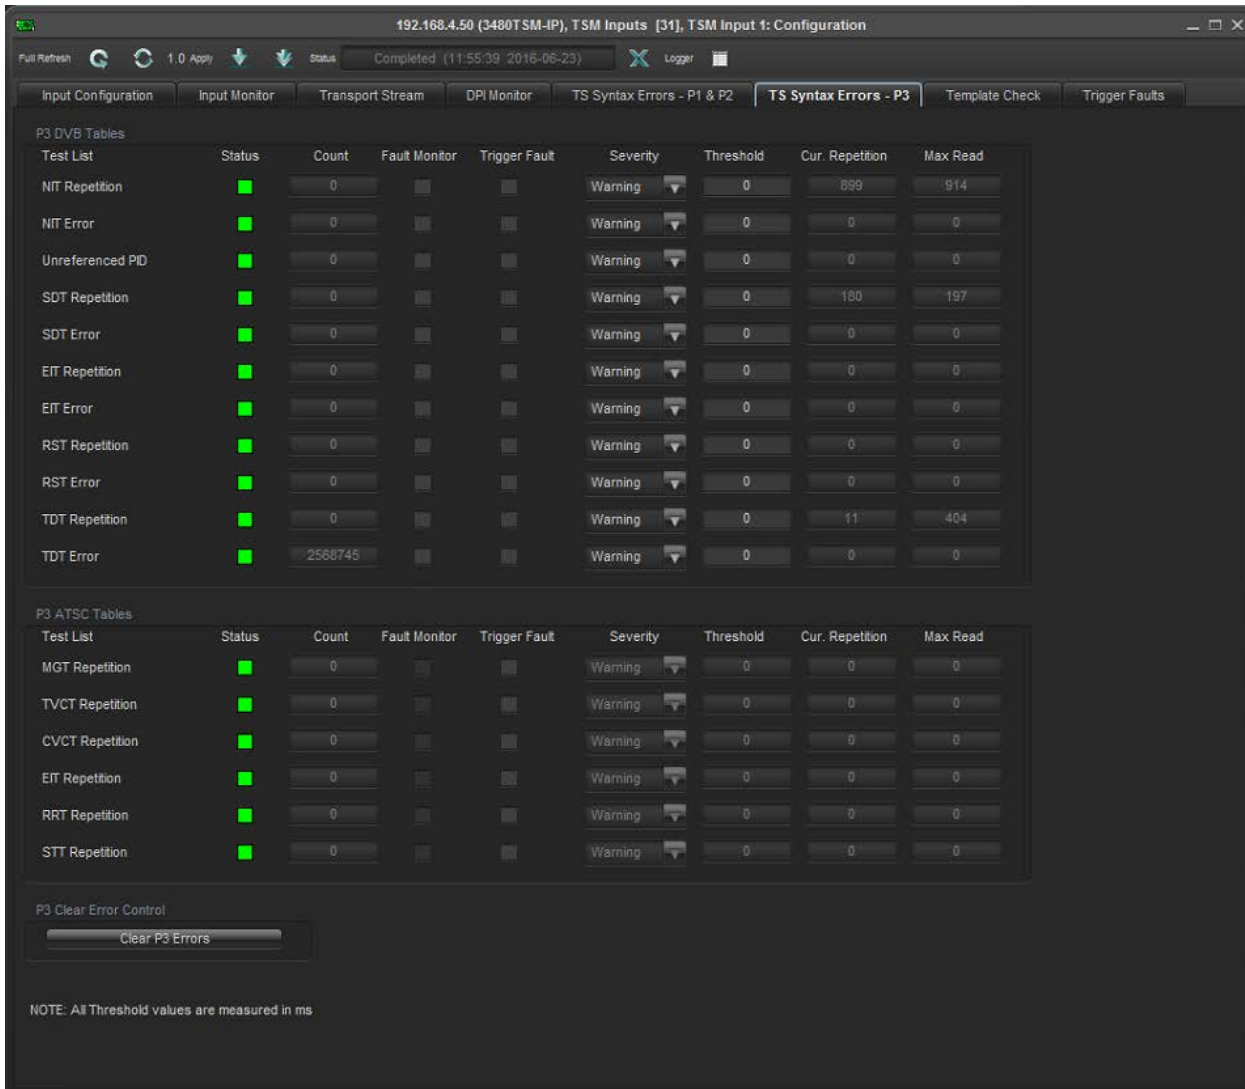 192.168.4.50 (3480TSM-IP), TSM Inputs [31], TSM Input 1: Configuration
Full Refresh 1.0 Apply Status Completed (11:55:39 2016-06-23) Logger
Input Configuration Input Monitor Transport Stream DPI Monitor TS Syntax Errors - P1 & P2 TS Syntax Errors - P3 Template Check Trigger Faults
P3 DVB Tables
Test List Status Count Fault Monitor Trigger Fault Severity Threshold Cur. Repetition Max Read
NIT Repetition 0 Warning 0 899 914
NIT Error 0 Warning 0 0 0
Unreferenced PID 0 Warning 0 0 0
SDT Repetition 0 Warning 0 180 197
SDT Error 0 Warning 0 0 0
EIT Repetition 0 Warning 0 0 0
EIT Error 0 Warning 0 0 0
RST Repetition 0 Warning 0 0 0
RST Error 0 Warning 0 0 0
TDT Repetition 0 Warning 0 11 404
TDT Error 2568745 Warning 0 0 0
P3 ATSC Tables
Test List Status Count Fault Monitor Trigger Fault Severity Threshold Cur. Repetition Max Read
MGT Repetition 0 Warning 0 0 0
TVCT Repetition 0 Warning 0 0 0
CVCT Repetition 0 Warning 0 0 0
EIT Repetition 0 Warning 0 0 0
RRT Repetition 0 Warning 0 0 0
STT Repetition 0 Warning 0 0 0
P3 Clear Error Control
Clear P3 Errors
NOTE: All Threshold values are measured in ms